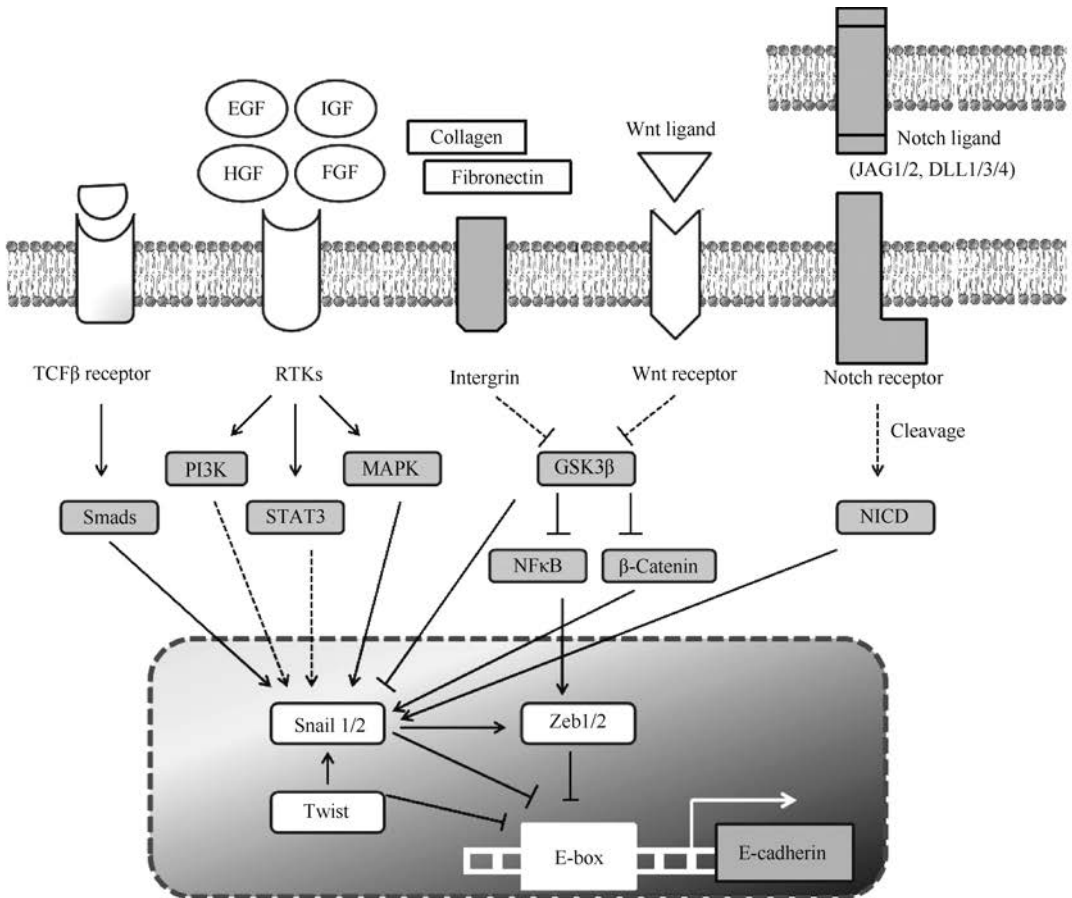 EGF
IGF
HGF
FGF
Collagen
Fibronectin
Wnt ligand
Notch ligand
(JAG1/2, DLL1/3/4)
TCFβ receptor
RTKs
Intergrin
Wnt receptor
Notch receptor
Cleavage
PI3K
MAPK
GSK3β
Smads
STAT3
NICD
NFκB
β-Catenin
Snail 1/2
Zeb1/2
Twist
E-box
E-cadherin